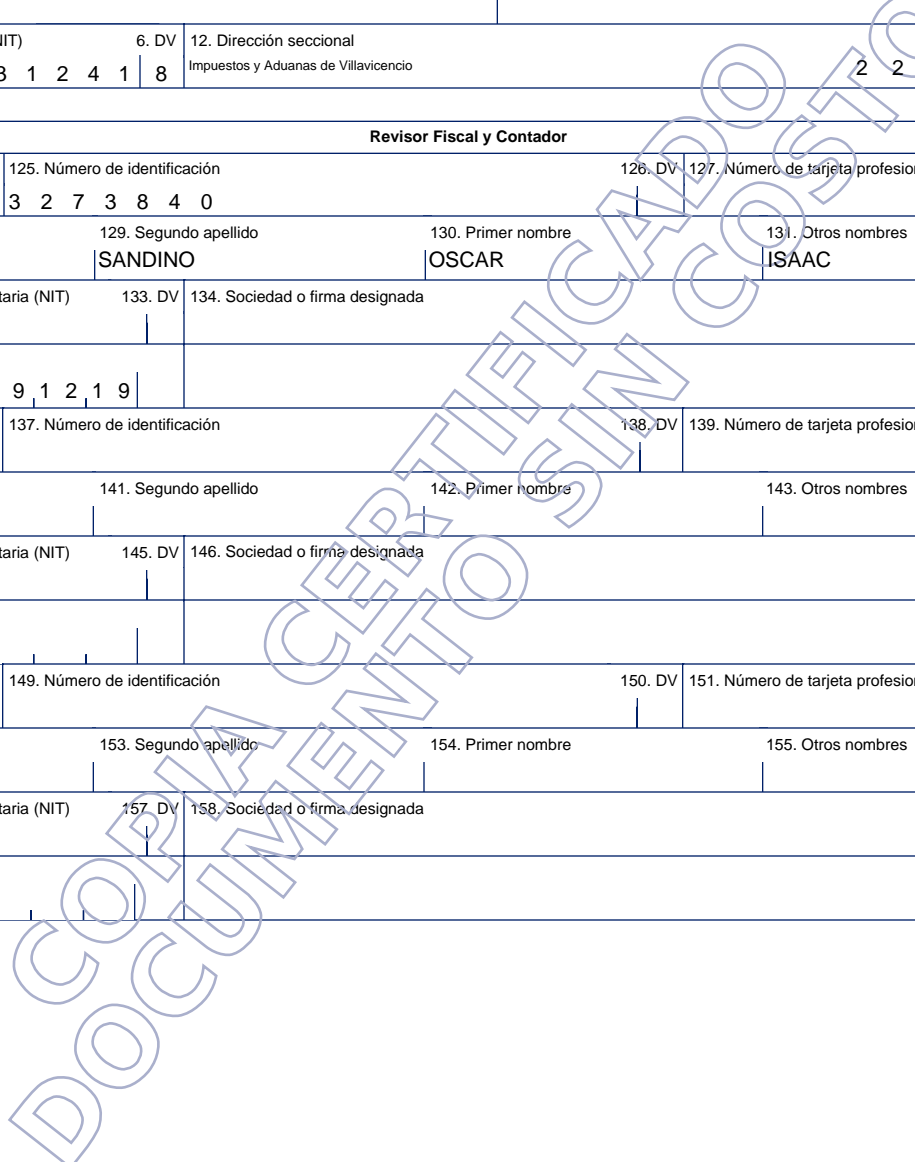 NIT) 6. DV 12. Dirección seccional
3 1 2 4 1 8 Impuestos y Aduanas de Villavicencio 2 2
Revisor Fiscal y Contador
125. Número de identificación 126. DV 127. Número de tarjeta profesion
3 2 7 3 8 4 0
129. Segundo apellido 130. Primer nombre 131. Otros nombres
SANDINO OSCAR ISAAC
taria (NIT) 133. DV 134. Sociedad o firma designada
9 1 2 1 9
137. Número de identificación 138. DV 139. Número de tarjeta profesion
141. Segundo apellido 142. Primer nombre 143. Otros nombres
taria (NIT) 145. DV 146. Sociedad o firma designada
149. Número de identificación 150. DV 151. Número de tarjeta profesion
153. Segundo apellido 154. Primer nombre 155. Otros nombres
taria (NIT) 157. DV 158. Sociedad o firma designada
COPIA CERTIFICADO
DOCUMENTO SIN COSTO